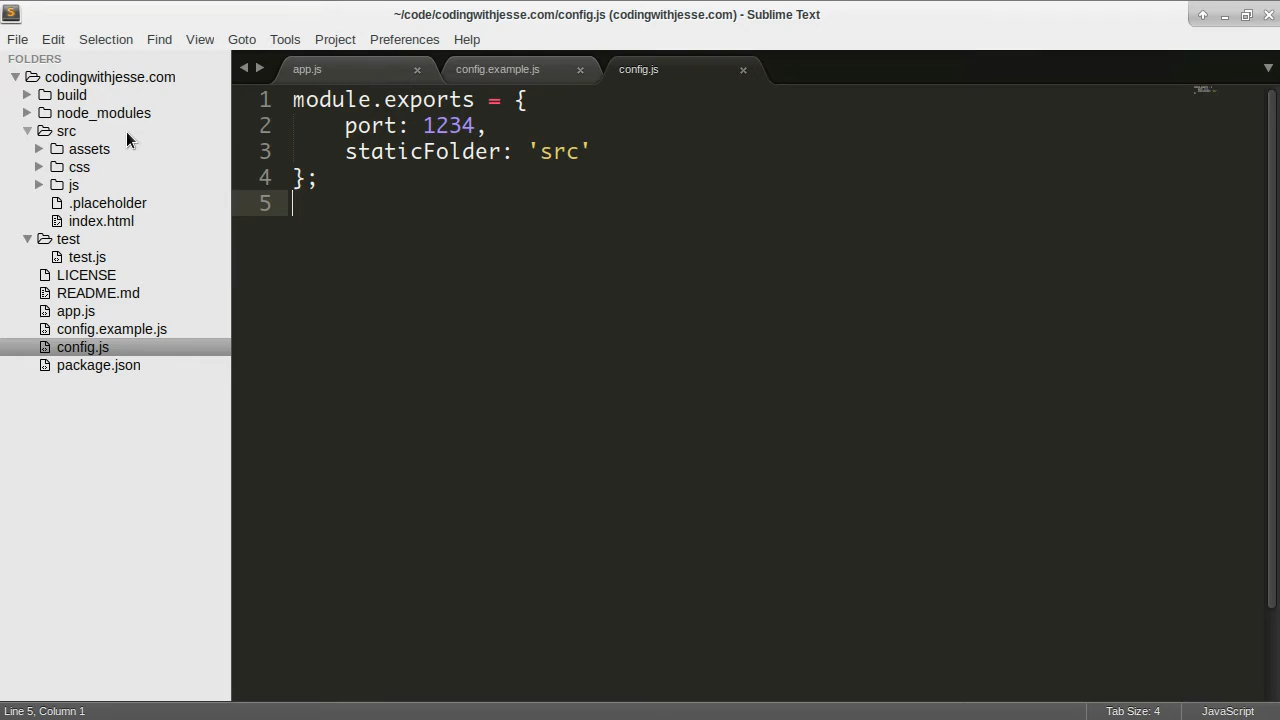 ~/code/codingwithjesse.com/config.js (codingwithjesse.com) - Sublime Text
File Edit Selection Find View Goto Tools Project Preferences Help
FOLDERS
codingwithjesse.com
build
node_modules
src
assets
css
js
.placeholder
index.html
test
test.js
LICENSE
README.md
app.js
config.example.js
config.js
package.json
app.js config.example.js config.js
1 module.exports = {
2 port: 1234,
3 staticFolder: 'src'
4 };
5
Line 5, Column 1 Tab Size: 4 JavaScript